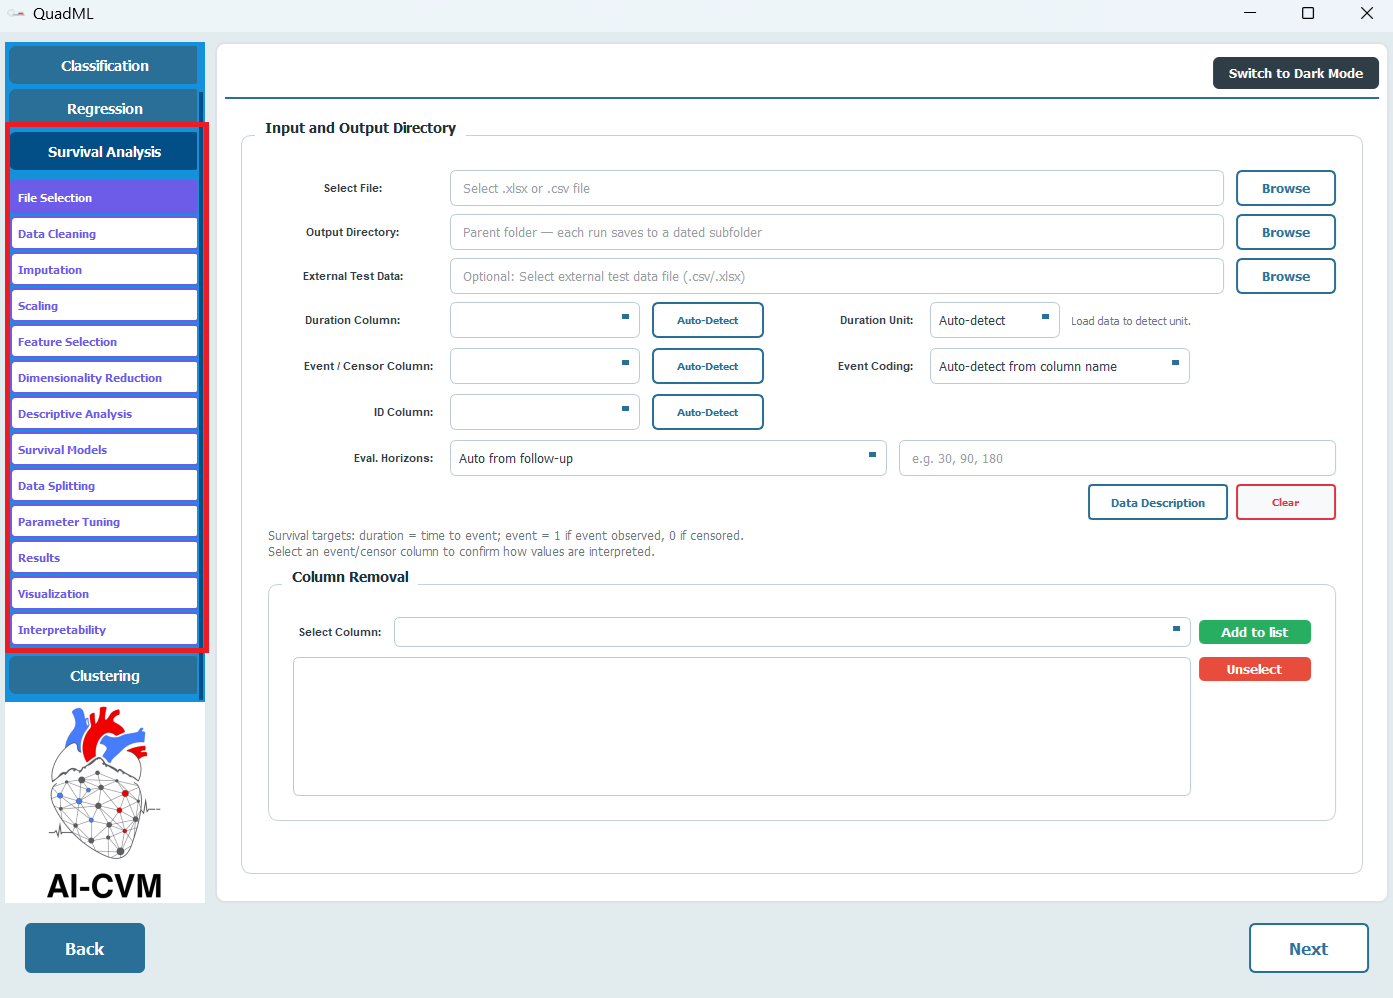 QuadML
Classification
Regression
Survival Analysis
File Selection
Data Cleaning
Imputation
Scaling
Feature Selection
Dimensionality Reduction
Descriptive Analysis
Survival Models
Data Splitting
Parameter Tuning
Results
Visualization
Interpretability
Clustering
AI-CVM
Switch to Dark Mode
Input and Output Directory
Select File: Select .xlsx or .csv file Browse
Output Directory: Parent folder — each run saves to a dated subfolder Browse
External Test Data: Optional: Select external test data file (.csv/.xlsx) Browse
Duration Column: Auto-Detect Duration Unit: Auto-detect Load data to detect unit.
Event / Censor Column: Auto-Detect Event Coding: Auto-detect from column name
ID Column: Auto-Detect
Eval. Horizons: Auto from follow-up e.g. 30, 90, 180
Data Description Clear
Survival targets: duration = time to event; event = 1 if event observed, 0 if censored.
Select an event/censor column to confirm how values are interpreted.
Column Removal
Select Column: Add to list
Unselect
Back Next